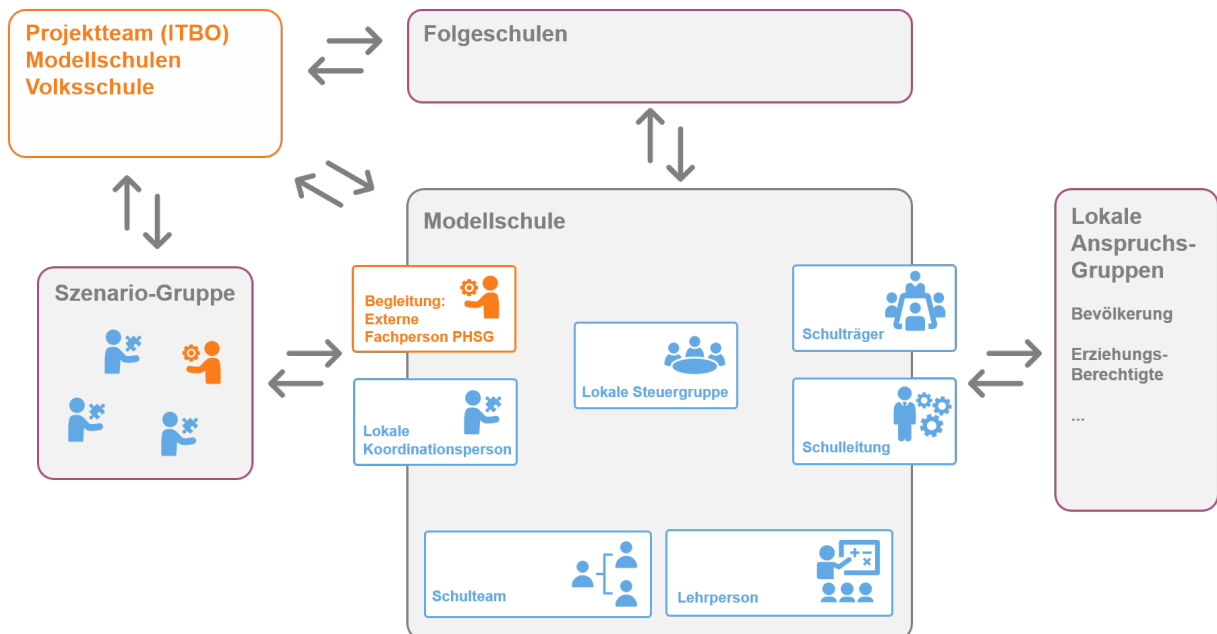 Projektteam (ITBO)
Modellschulen
Volksschule
Folgeschulen
Modellschule
Lokale
Anspruchs-
Gruppen
Bevölkerung
Erziehungs-
Berechtigte
...
Szenario-Gruppe
Begleitung:
Externe
Fachperson PHSG
Lokale
Koordinationsperson
Lokale Steuergruppe
Schulträger
Schulleitung
Schulteam
Lehrperson